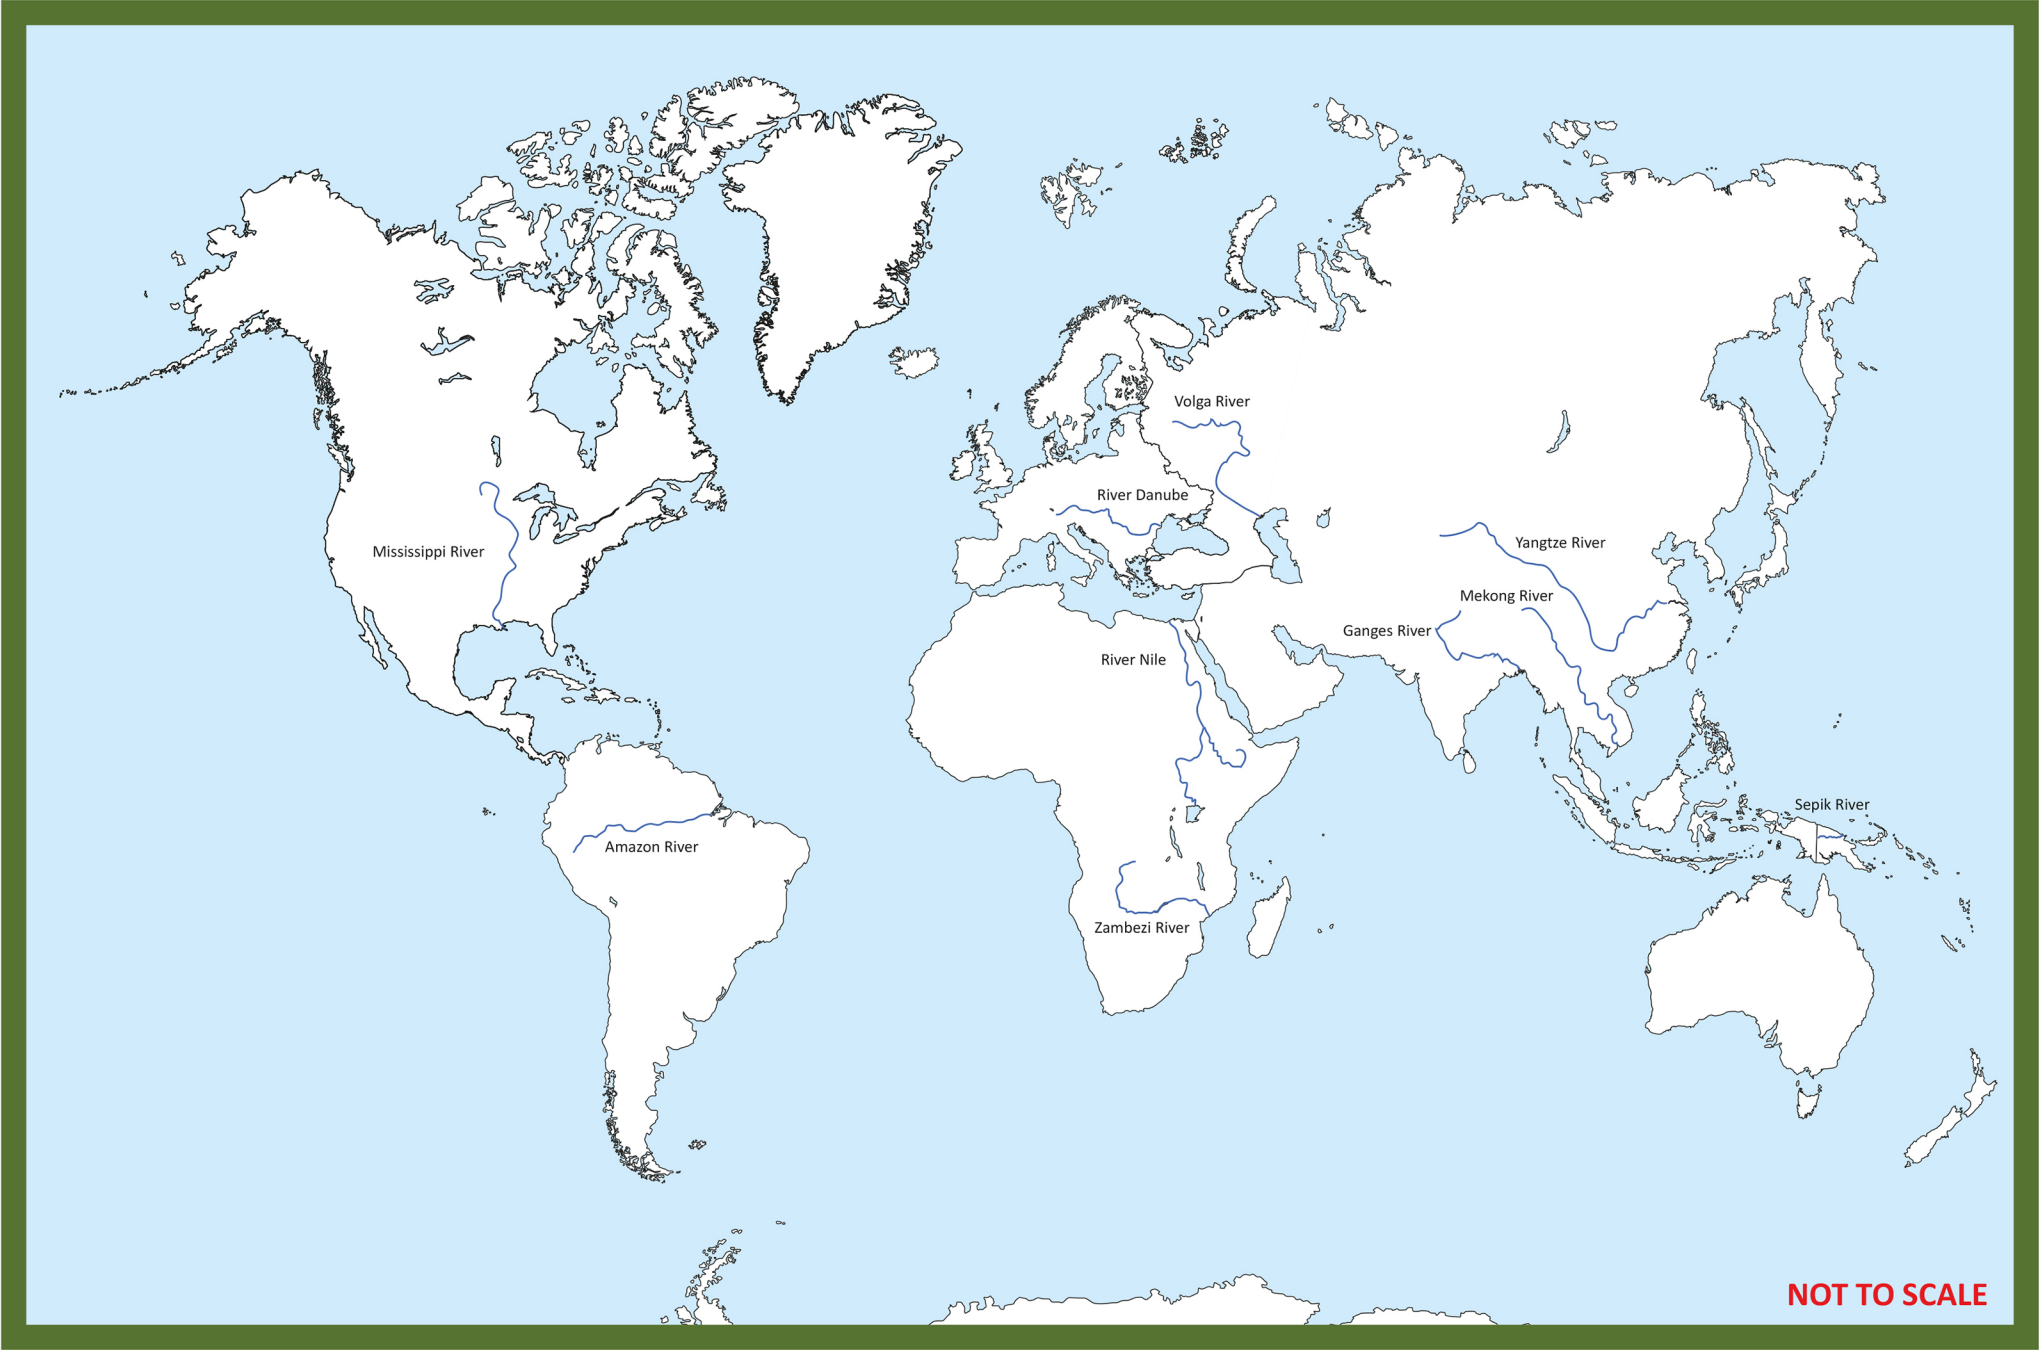 Volga River
River Danube
Mississippi River
Yangtze River
Mekong River
Ganges River
River Nile
Sepik River
Amazon River
Zambezi River
NOT TO SCALE